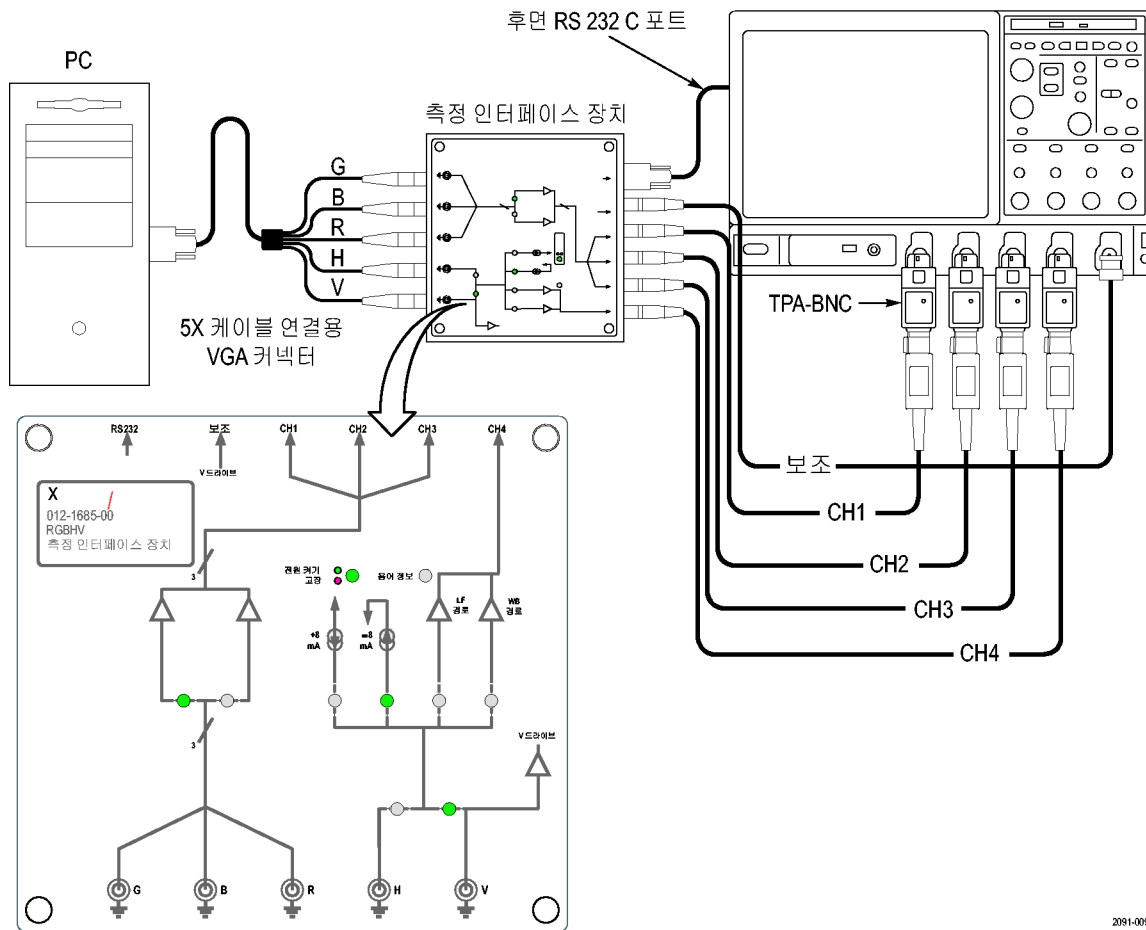 후면 RS 232 C 포트
PC
측정 인터페이스 장치
G
B
R
H
V
TPA-BNC
5X 케이블 연결용
VGA 커넥터
보조
CH1
CH2
CH3
CH4
RS232
보조
CH1
CH2
CH3
CH4
V드라이브
X
012-1685-00
RGBHV
측정 인터페이스 장치
3
전원 켜기
고장
용어 정보
LF
경로
WB
경로
+8
mA
-8
mA
3
V드라이브
G
B
R
H
V
2091-009